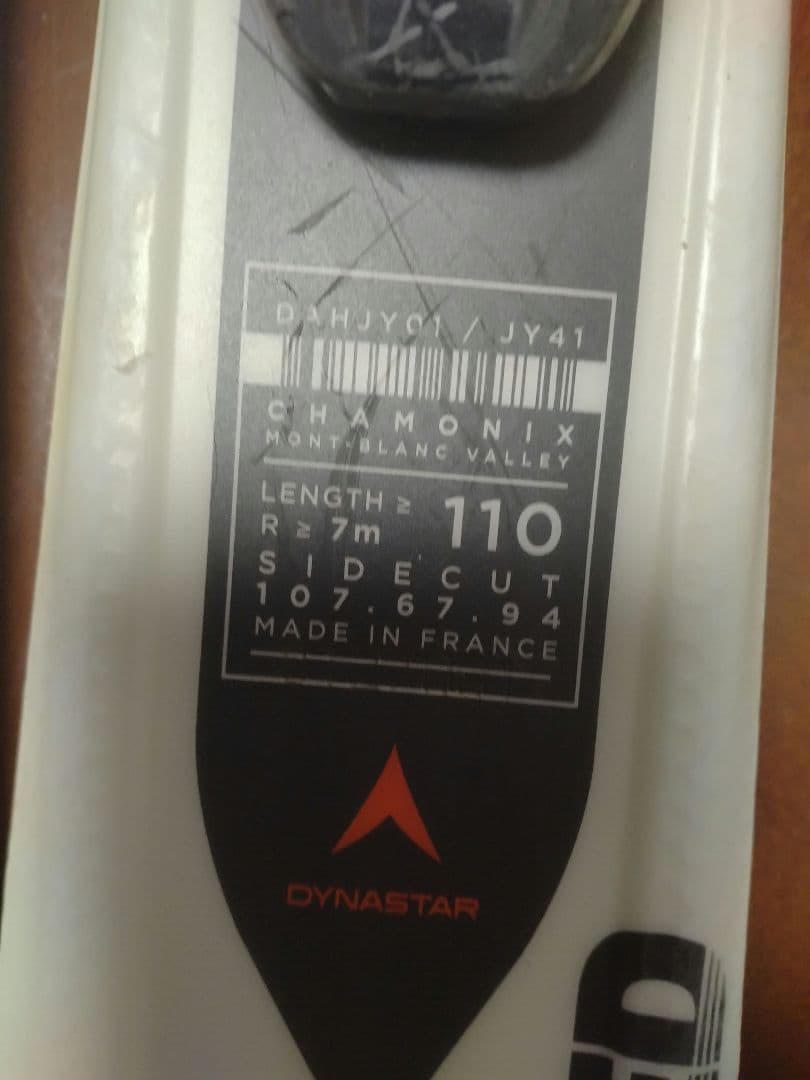 DAHJY01 / JY41
CHAMONIX
MONT-BLANC VALLEY
LENGTH ≥ 110
R ≥ 7m
SIDECUT
107.67.94
MADE IN FRANCE
DYNASTAR